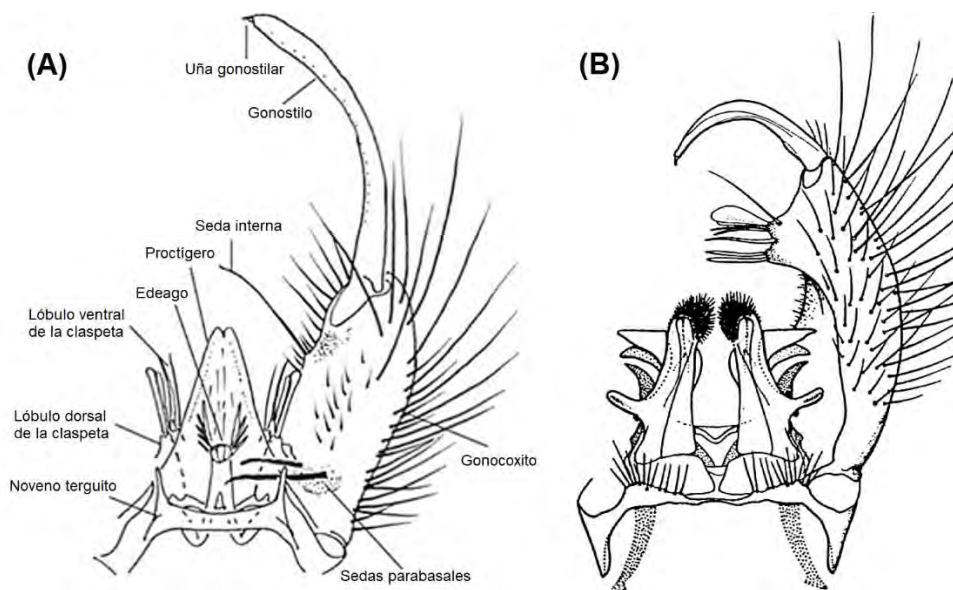 (A)
Uña gonostilar
Gonostilo
Seda interna
Proctígero
Edeago
Lóbulo ventral
de la claspeta
Lóbulo dorsal
de la claspeta
Noveno terguito
Gonocoxito
Sedas parabasales
(B)